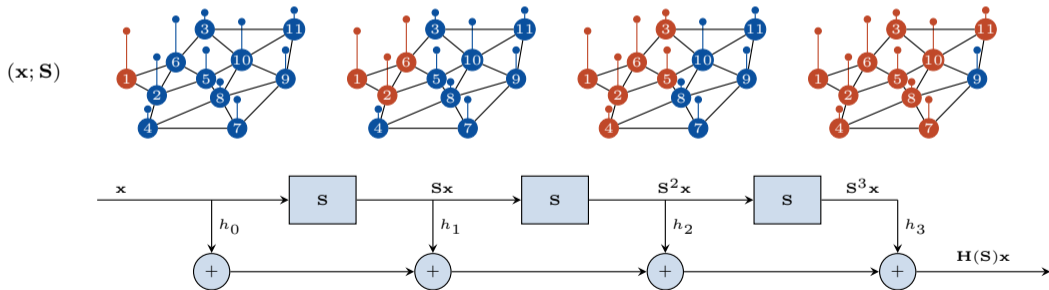 3 11 3 11 3 11 3 11
6 10 6 10 6 10 6 10
(x; S) 1 5 9 1 5 9 1 5 9 1 5 9
2 8 2 8 2 8 2 8
4 7 4 7 4 7 4 7
x Sx S²x S³x
S S S
h₀ h₁ h₂ h₃
+ + + + H(S)x